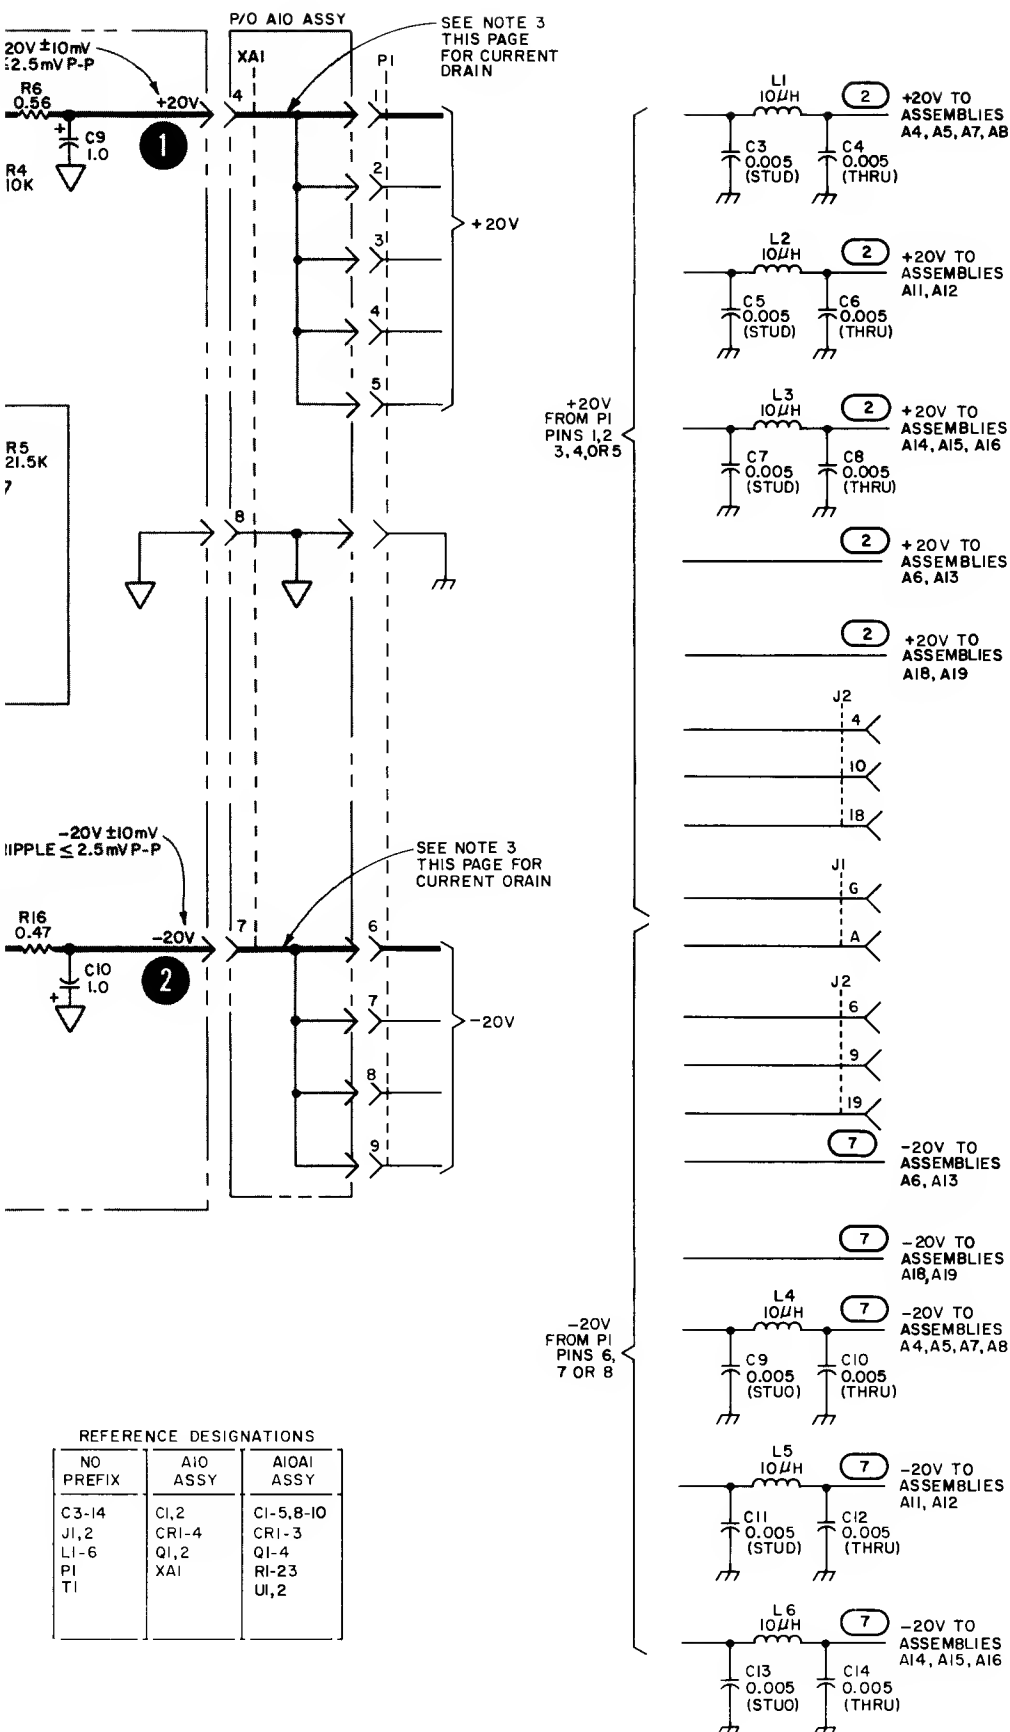 P/O A10 ASSY
XA1
SEE NOTE 3
THIS PAGE
FOR CURRENT
DRAIN
P1
20V ±10mV
≤2.5mV P-P
R6
0.56
+20V
4
+
C9
1.0
1
R4
10K
1
2
3
4
5
+20V
R5
21.5K
7
8
-20V ±10mV
RIPPLE ≤ 2.5mV P-P
SEE NOTE 3
THIS PAGE FOR
CURRENT DRAIN
R16
0.47
-20V
7
C10
1.0
+
2
6
7
8
9
-20V
+20V
FROM P1
PINS 1,2
3,4,OR5
L1
10µH
2
+20V TO
ASSEMBLIES
A4, A5, A7, A8
C3
0.005
(STUD)
C4
0.005
(THRU)
L2
10µH
2
+20V TO
ASSEMBLIES
A11, A12
C5
0.005
(STUD)
C6
0.005
(THRU)
L3
10µH
2
+20V TO
ASSEMBLIES
A14, A15, A16
C7
0.005
(STUD)
C8
0.005
(THRU)
2
+20V TO
ASSEMBLIES
A6, A13
2
+20V TO
ASSEMBLIES
A18, A19
J2
4
10
18
J1
G
A
J2
6
9
19
7
-20V TO
ASSEMBLIES
A6, A13
7
-20V TO
ASSEMBLIES
A18, A19
-20V
FROM P1
PINS 6,
7 OR 8
L4
10µH
7
-20V TO
ASSEMBLIES
A4, A5, A7, A8
C9
0.005
(STUD)
C10
0.005
(THRU)
L5
10µH
7
-20V TO
ASSEMBLIES
A11, A12
C11
0.005
(STUD)
C12
0.005
(THRU)
L6
10µH
7
-20V TO
ASSEMBLIES
A14, A15, A16
C13
0.005
(STUD)
C14
0.005
(THRU)
REFERENCE DESIGNATIONS
NO PREFIX A10 ASSY A10A1 ASSY
C3-14 C1,2 C1-5,8-10
J1,2 CR1-4 CR1-3
L1-6 Q1,2 Q1-4
P1 XA1 R1-23
T1 U1,2